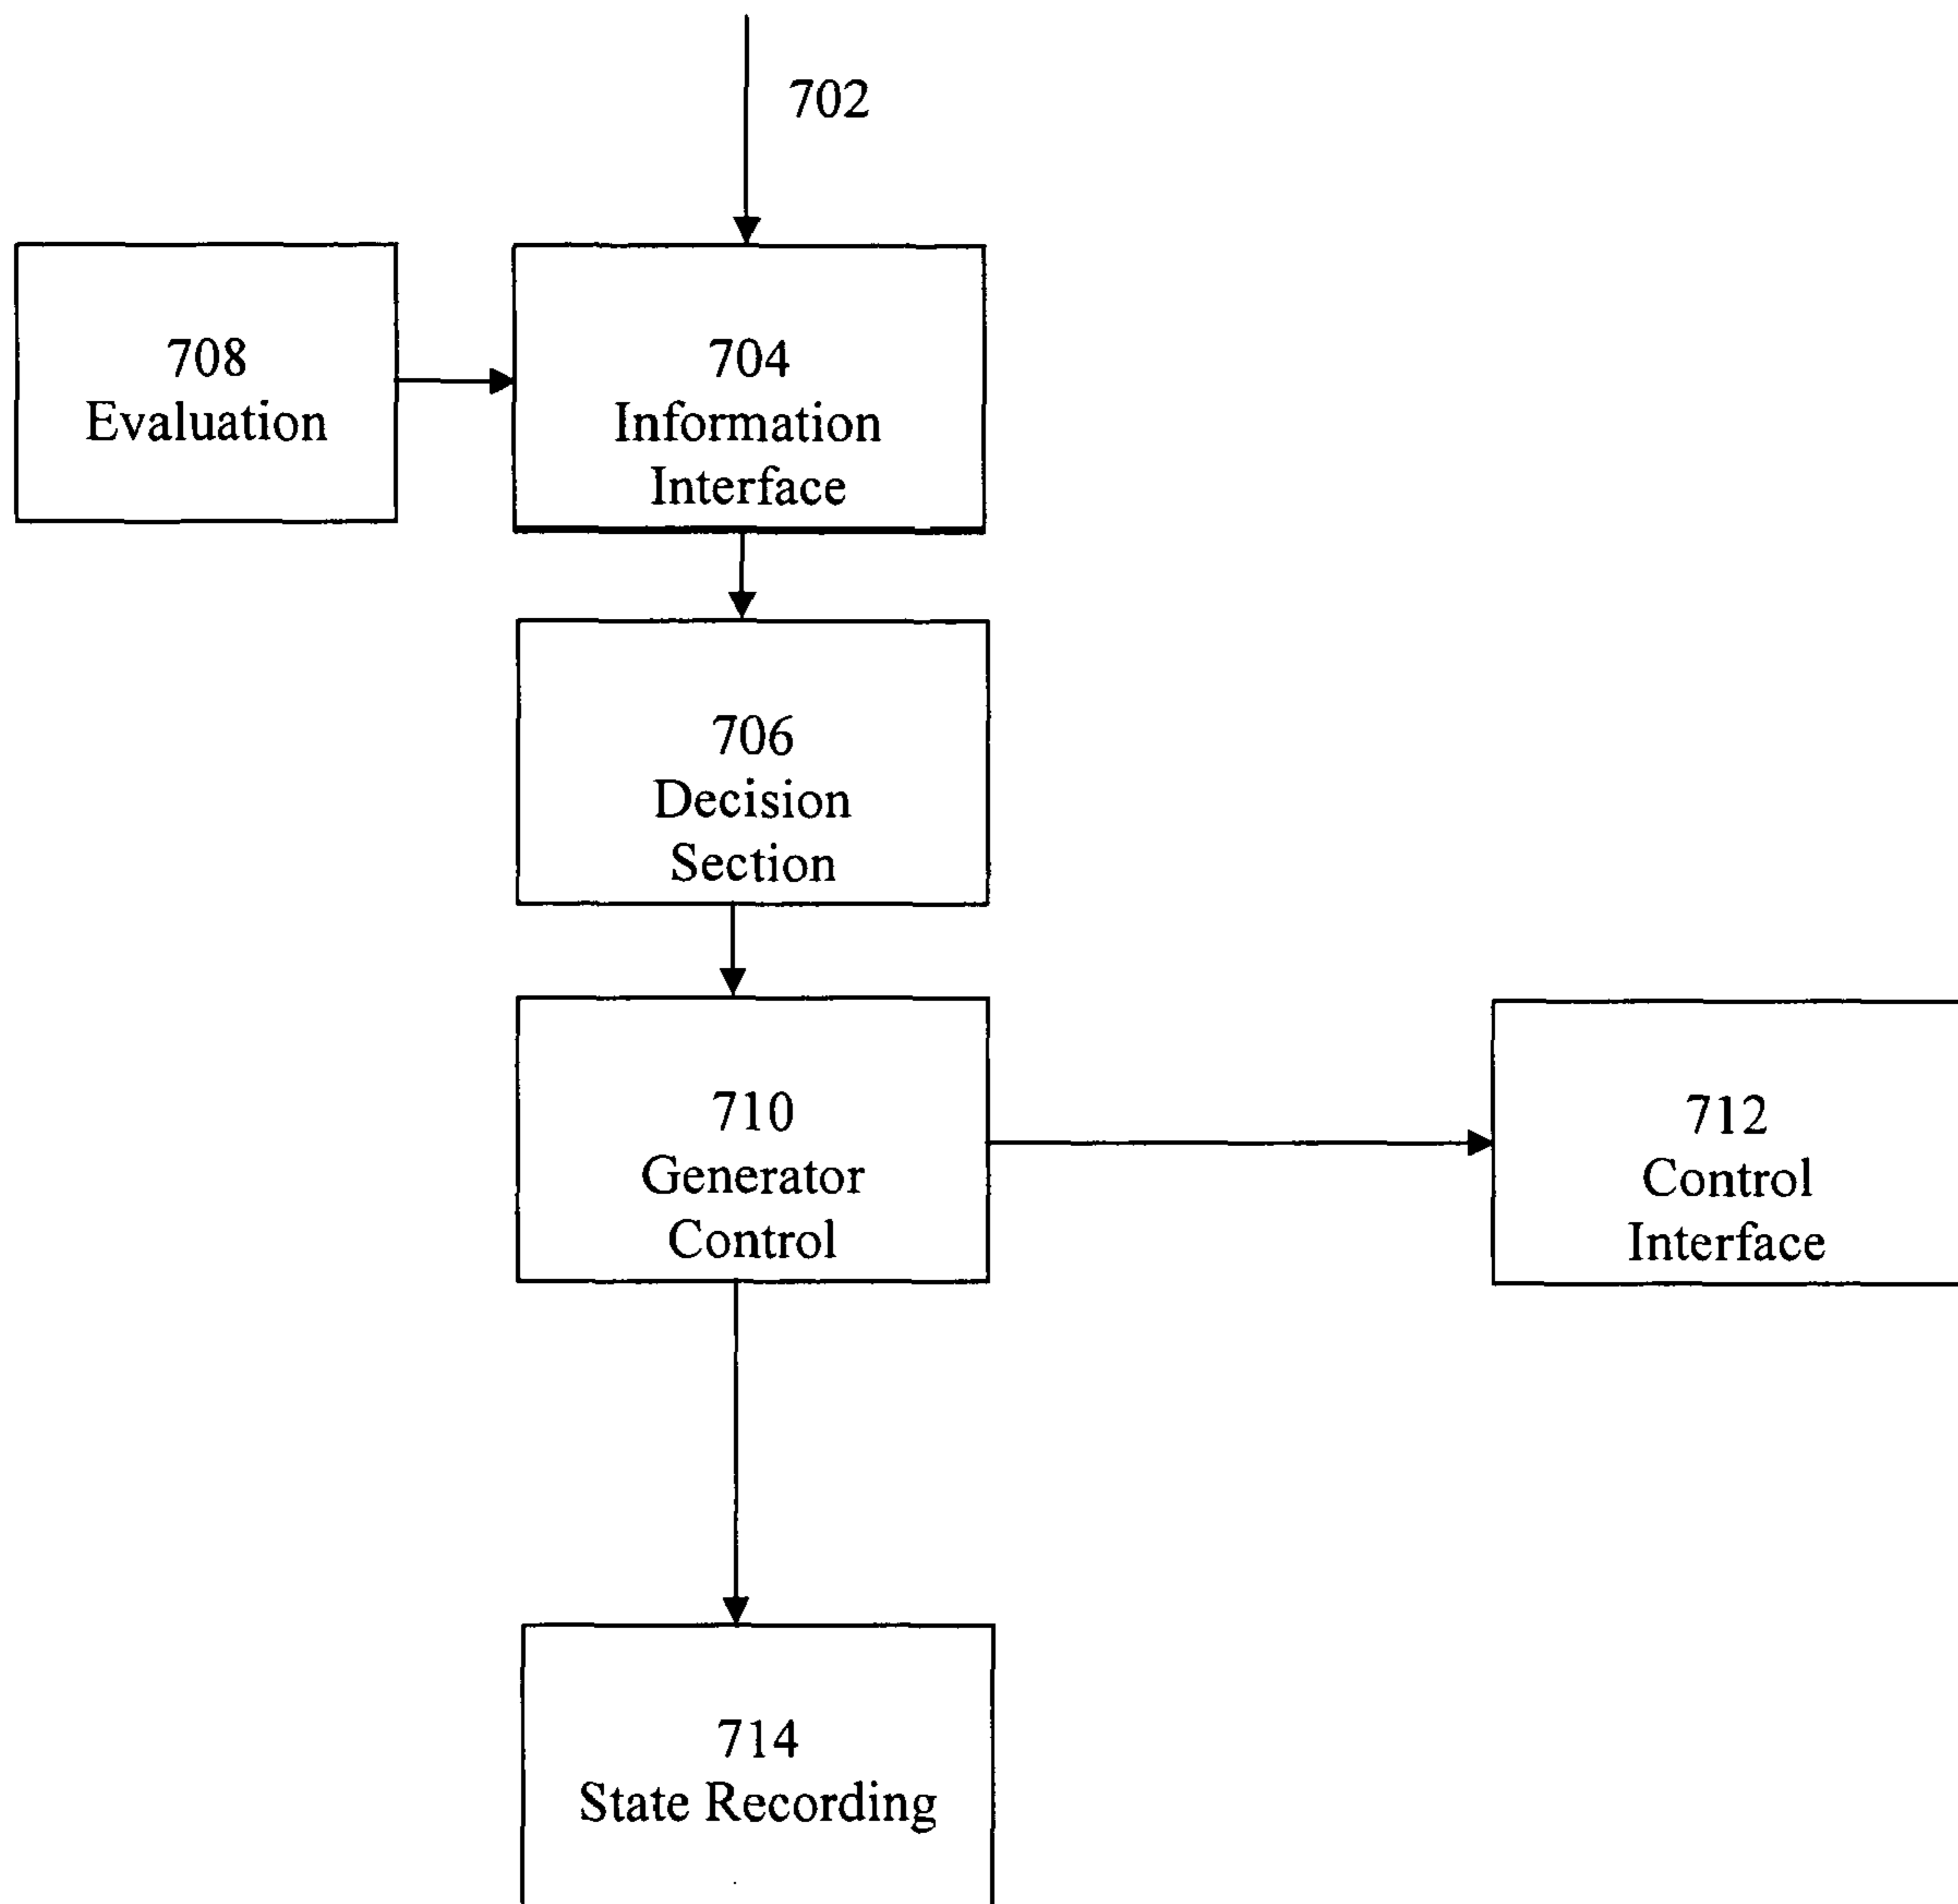 702
708
Evaluation
704
Information
Interface
706
Decision
Section
710
Generator
Control
712
Control
Interface
714
State Recording